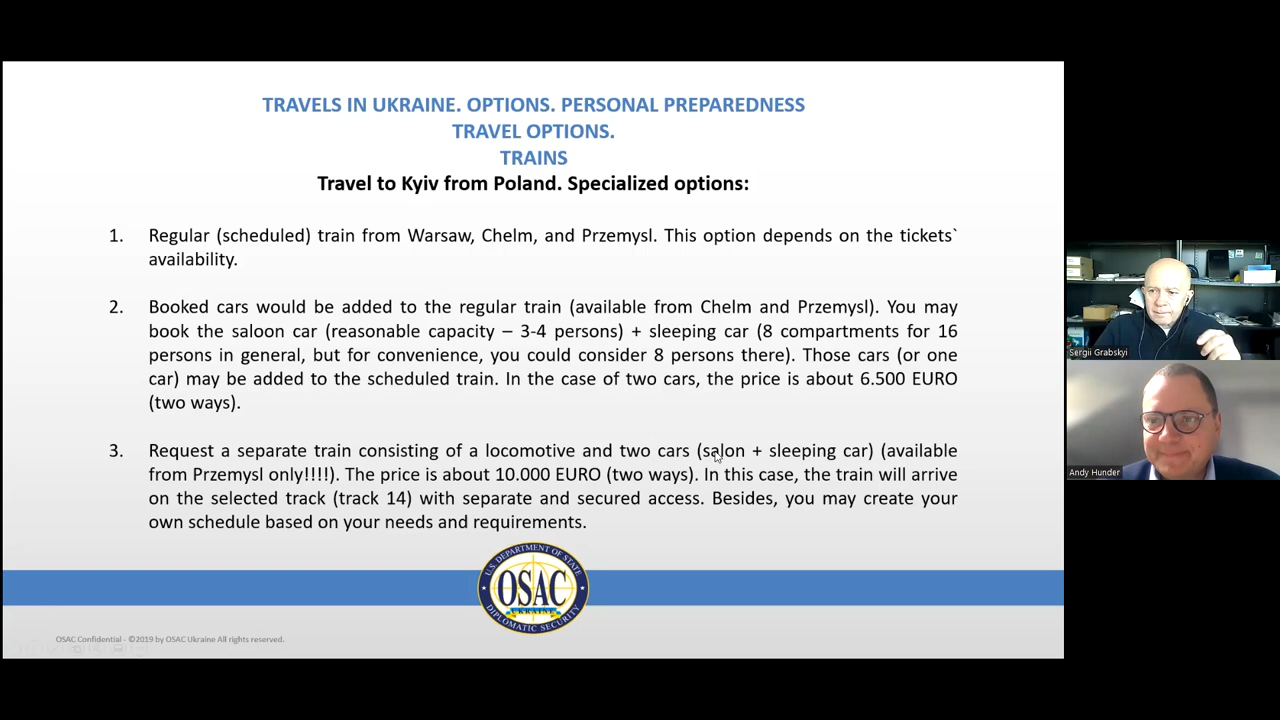 TRAVELS IN UKRAINE. OPTIONS. PERSONAL PREPAREDNESS
TRAVEL OPTIONS.
TRAINS
Travel to Kyiv from Poland. Specialized options:
1. Regular (scheduled) train from Warsaw, Chelm, and Przemysl. This option depends on the tickets`
availability.
2. Booked cars would be added to the regular train (available from Chelm and Przemysl). You may
book the saloon car (reasonable capacity – 3-4 persons) + sleeping car (8 compartments for 16
persons in general, but for convenience, you could consider 8 persons there). Those cars (or one
car) may be added to the scheduled train. In the case of two cars, the price is about 6.500 EURO
(two ways).
3. Request a separate train consisting of a locomotive and two cars (salon + sleeping car) (available
from Przemysl only!!!!). The price is about 10.000 EURO (two ways). In this case, the train will arrive
on the selected track (track 14) with separate and secured access. Besides, you may create your
own schedule based on your needs and requirements.
U.S. DEPARTMENT OF STATE
OSAC
UKRAINE
DIPLOMATIC SECURITY
OSAC Confidential - ©2019 by OSAC Ukraine All rights reserved.
Sergii Grabskyi
Andy Hunder